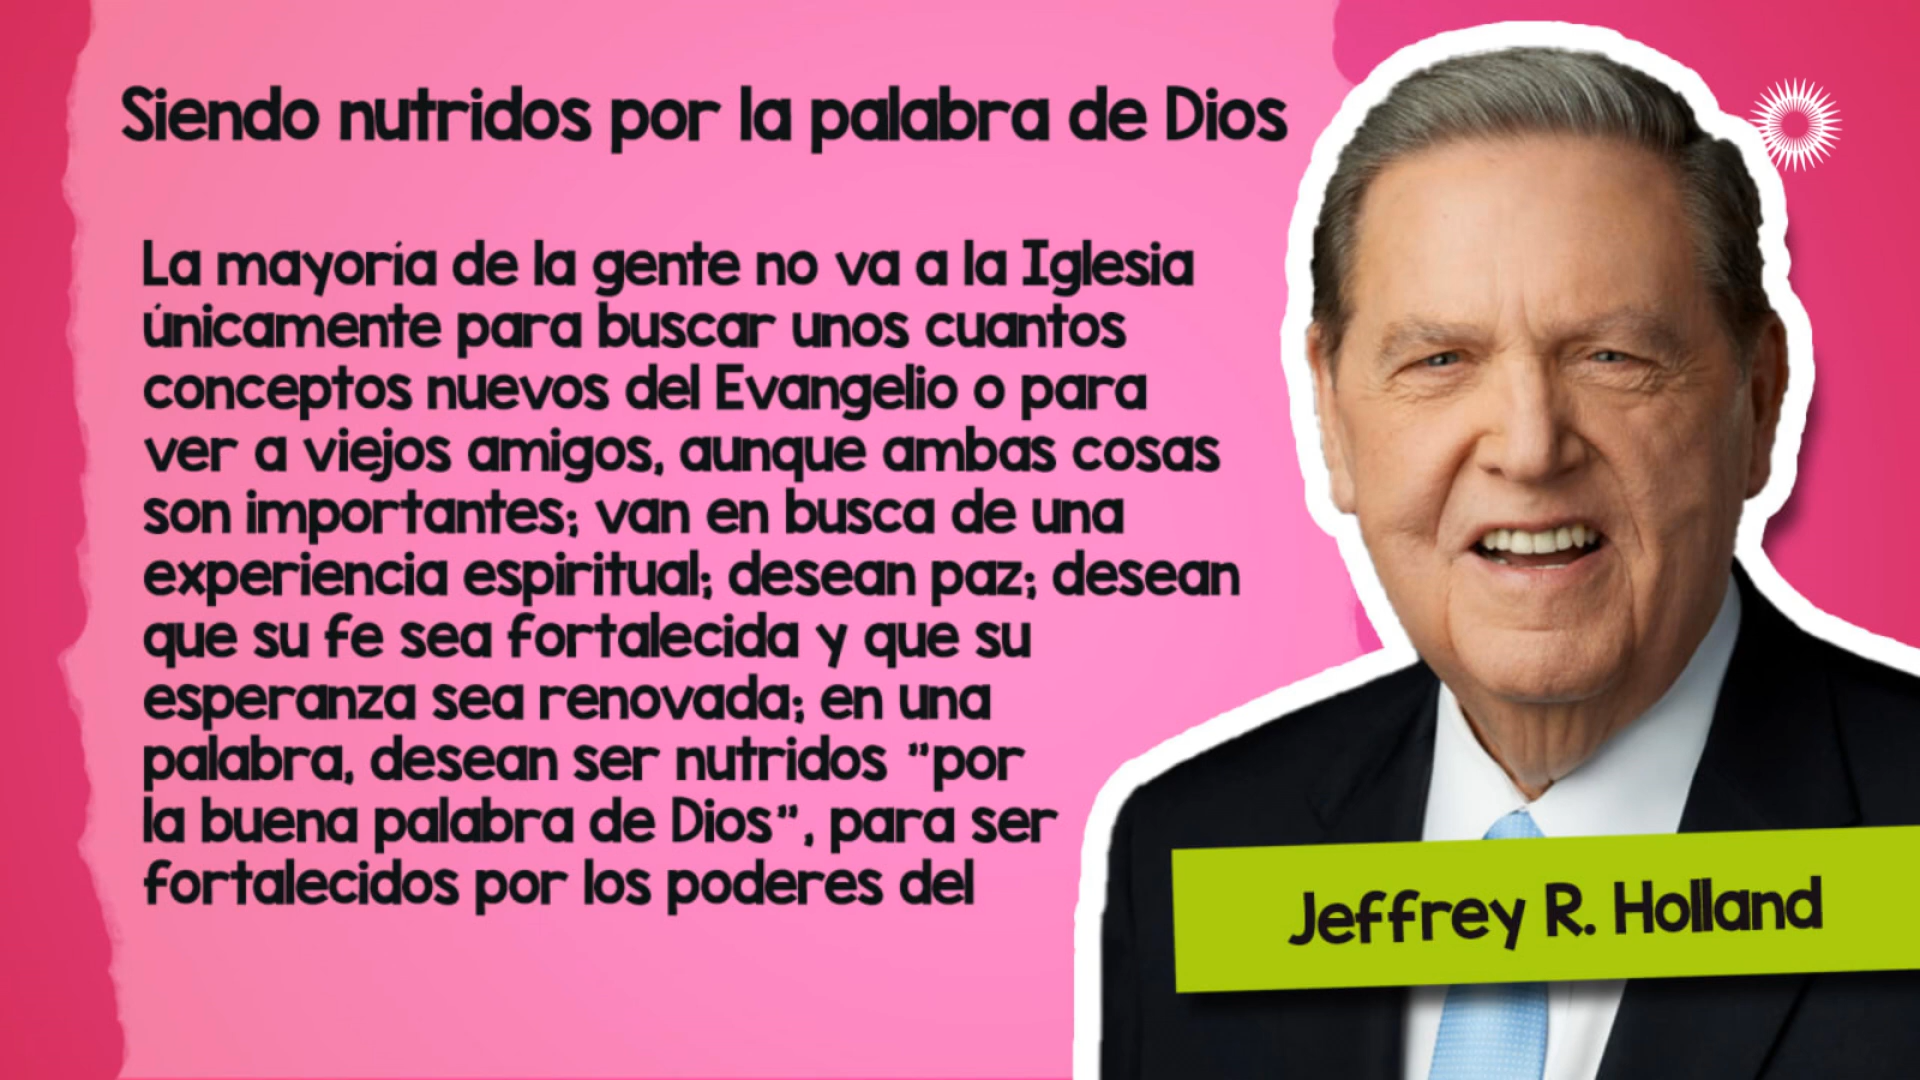 Siendo nutridos por la palabra de Dios
La mayoría de la gente no va a la Iglesia
únicamente para buscar unos cuantos
conceptos nuevos del Evangelio o para
ver a viejos amigos, aunque ambas cosas
son importantes; van en busca de una
experiencia espiritual; desean paz; desean
que su fe sea fortalecida y que su
esperanza sea renovada; en una
palabra, desean ser nutridos "por
la buena palabra de Dios", para ser
fortalecidos por los poderes del
Jeffrey R. Holland